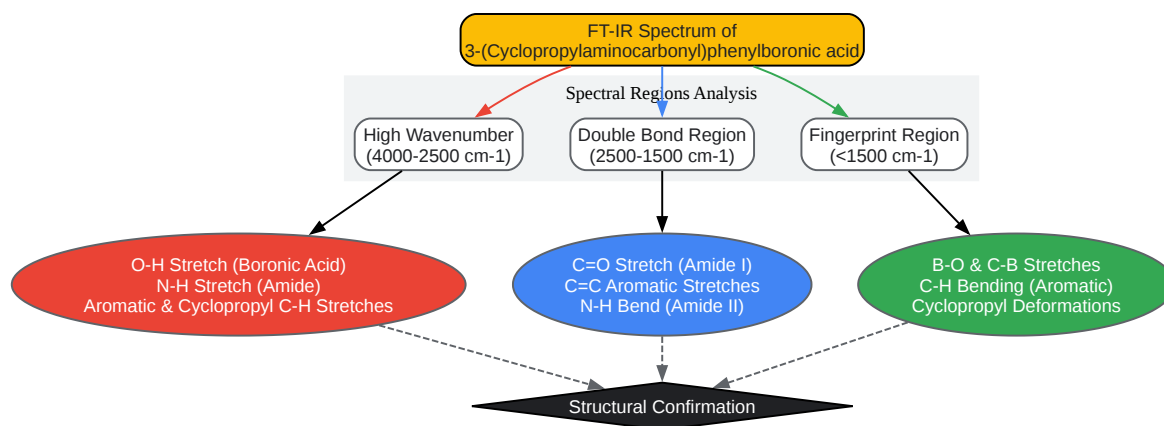 FT-IR Spectrum of
3-(Cyclopropylaminocarbonyl)phenylboronic acid
Spectral Regions Analysis
High Wavenumber
(4000-2500 cm-1)
Double Bond Region
(2500-1500 cm-1)
Fingerprint Region
(<1500 cm-1)
O-H Stretch (Boronic Acid)
N-H Stretch (Amide)
Aromatic & Cyclopropyl C-H Stretches
C=O Stretch (Amide I)
C=C Aromatic Stretches
N-H Bend (Amide II)
B-O & C-B Stretches
C-H Bending (Aromatic)
Cyclopropyl Deformations
Structural Confirmation